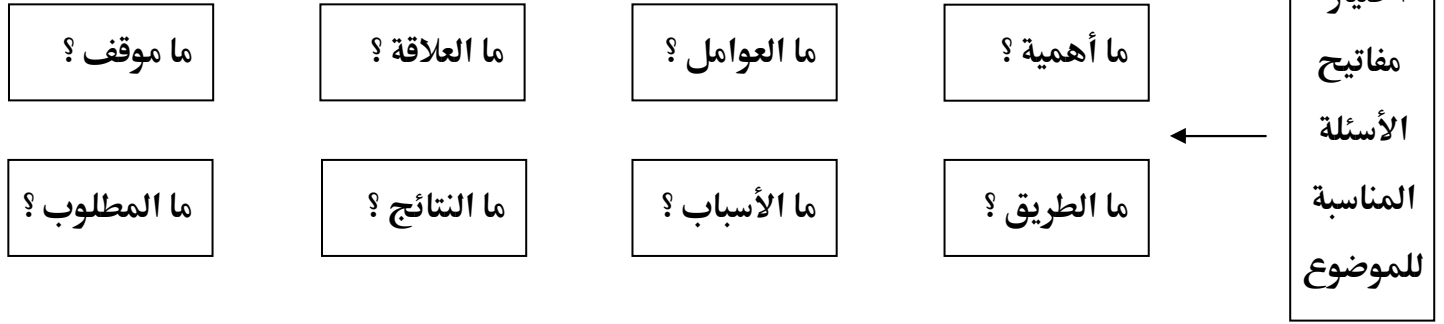 مفاتيح
الأسئلة
المناسبة
للموضوع
ما أهمية ؟
ما العوامل ؟
ما العلاقة ؟
ما موقف ؟
ما الطريق ؟
ما الأسباب ؟
ما النتائج ؟
ما المطلوب ؟